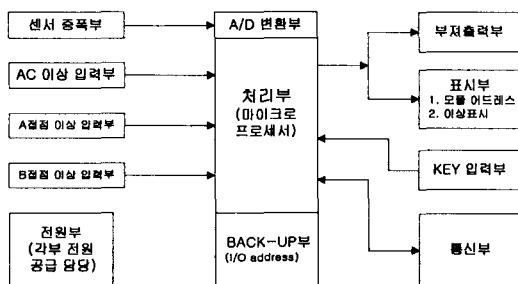 센서 증폭부
AC 이상 입력부
A접점 이상 입력부
B접점 이상 입력부
전원부
(각부 전원
공급 담당)
A/D 변환부
처리부
(마이크로
프로세서)
BACK-UP부
(I/O address)
부져출력부
표시부
1. 모듈 어드레스
2. 이상표시
KEY 입력부
통신부